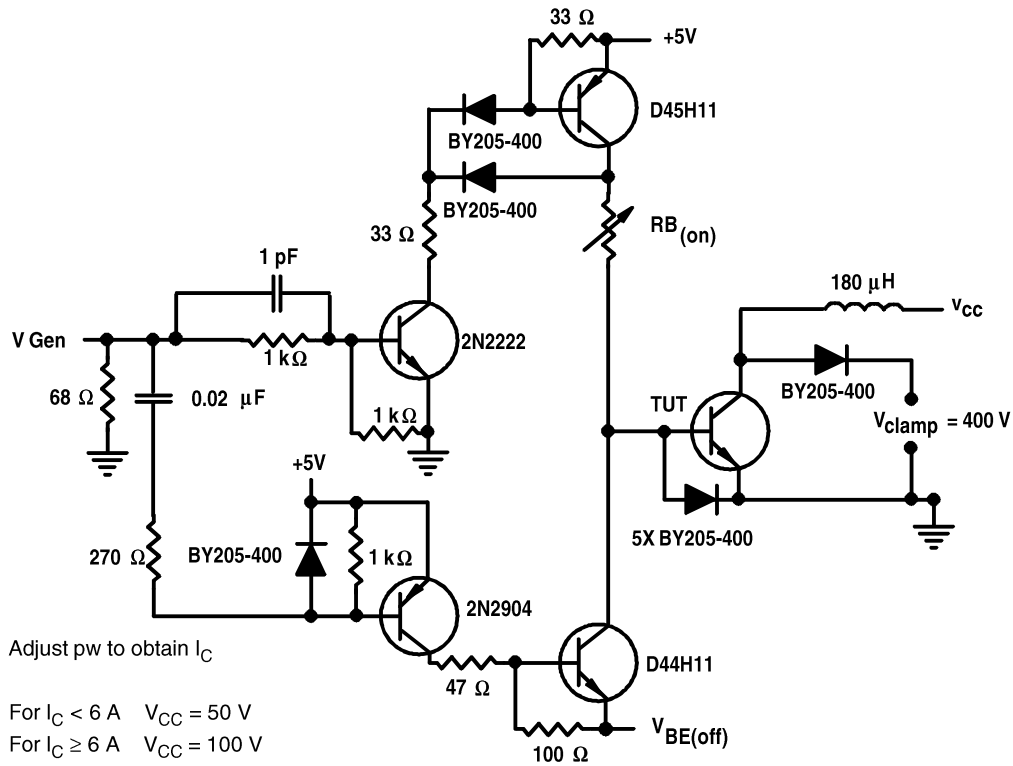 33 Ω
+5V
D45H11
BY205-400
BY205-400
RB(on)
33 Ω
1 pF
180 μH
VCC
V Gen
1 kΩ
2N2222
BY205-400
68 Ω
0.02 μF
TUT
Vclamp = 400 V
1 kΩ
+5V
5X BY205-400
270 Ω
BY205-400
1 kΩ
2N2904
Adjust pw to obtain IC
D44H11
47 Ω
For IC < 6 A VCC = 50 V
VBE(off)
For IC ≥ 6 A VCC = 100 V
100 Ω